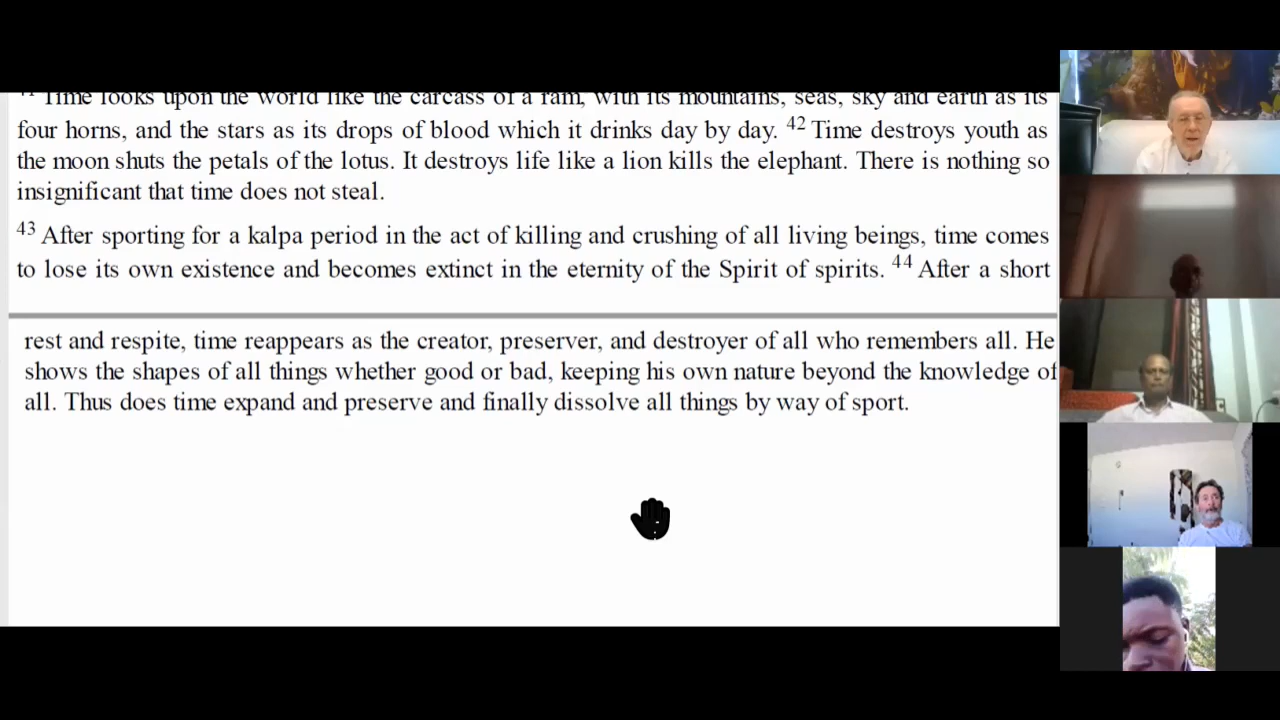 41 Time looks upon the world like the carcass of a ram, with its mountains, seas, sky and earth as its
four horns, and the stars as its drops of blood which it drinks day by day. 42 Time destroys youth as
the moon shuts the petals of the lotus. It destroys life like a lion kills the elephant. There is nothing so
insignificant that time does not steal.
43 After sporting for a kalpa period in the act of killing and crushing of all living beings, time comes
to lose its own existence and becomes extinct in the eternity of the Spirit of spirits. 44 After a short
rest and respite, time reappears as the creator, preserver, and destroyer of all who remembers all. He
shows the shapes of all things whether good or bad, keeping his own nature beyond the knowledge of
all. Thus does time expand and preserve and finally dissolve all things by way of sport.